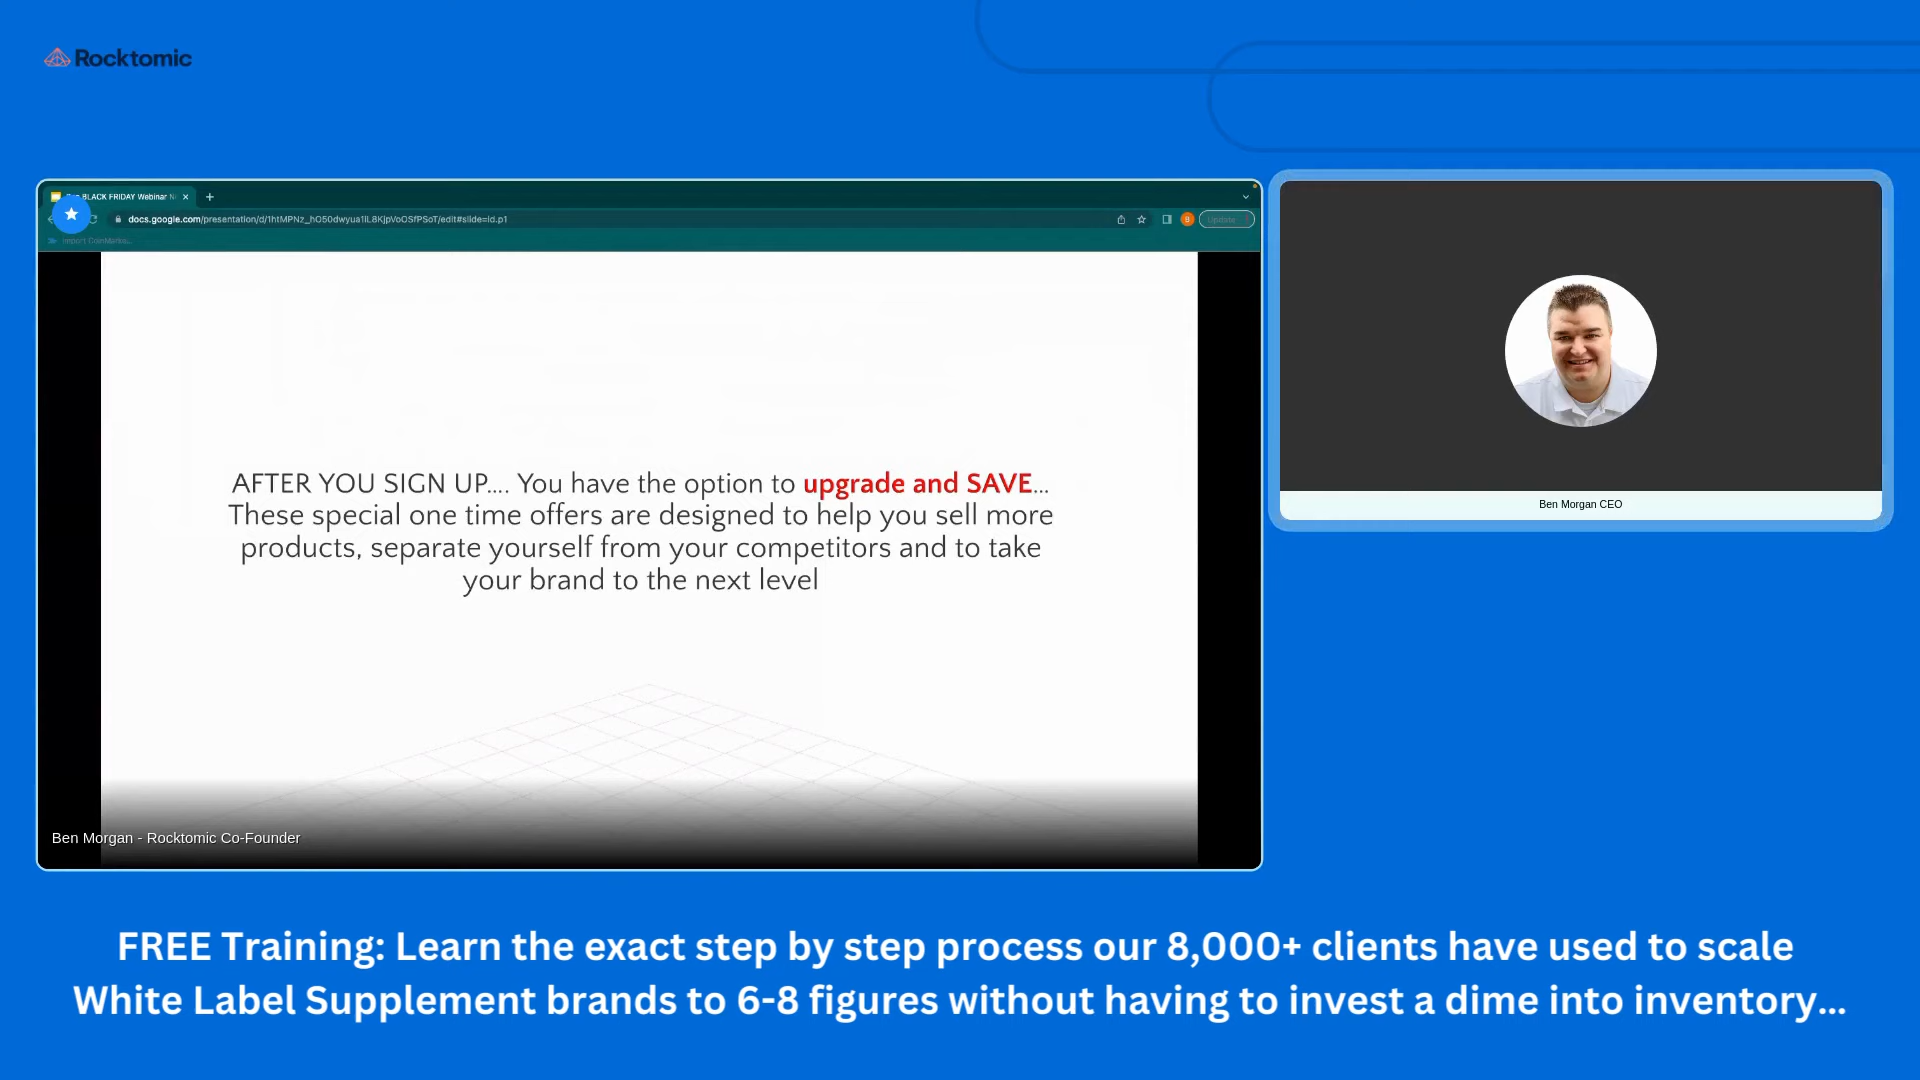 Rocktomic
BLACK FRIDAY Webinar
docs.google.com/presentation/d/1htMPNz_hO50dwyua1lL8KjpVoOSfPSoT/edit#slide=id.p1
Update
AFTER YOU SIGN UP.... You have the option to upgrade and SAVE...
These special one time offers are designed to help you sell more
products, separate yourself from your competitors and to take
your brand to the next level
Ben Morgan - Rocktomic Co-Founder
Ben Morgan CEO
FREE Training: Learn the exact step by step process our 8,000+ clients have used to scale
White Label Supplement brands to 6-8 figures without having to invest a dime into inventory...